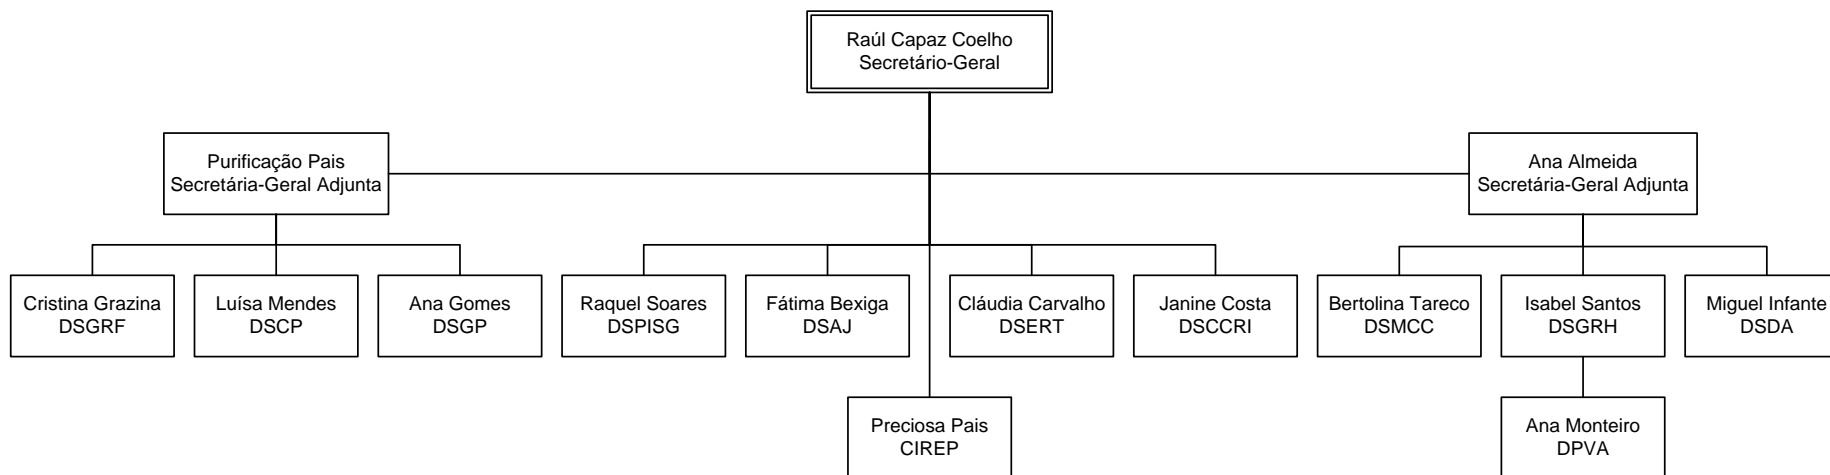 Raúl Capaz Coelho
Secretário-Geral
Purificação Pais
Secretária-Geral Adjunta
Ana Almeida
Secretária-Geral Adjunta
Cristina Grazina
DSGRF
Luísa Mendes
DSCP
Ana Gomes
DSGP
Raquel Soares
DSPISG
Fátima Bexiga
DSAJ
Cláudia Carvalho
DSERT
Janine Costa
DSCCRI
Bertolina Tareco
DSMCC
Isabel Santos
DSGRH
Miguel Infante
DSDA
Preciosa Pais
CIREP
Ana Monteiro
DPVA